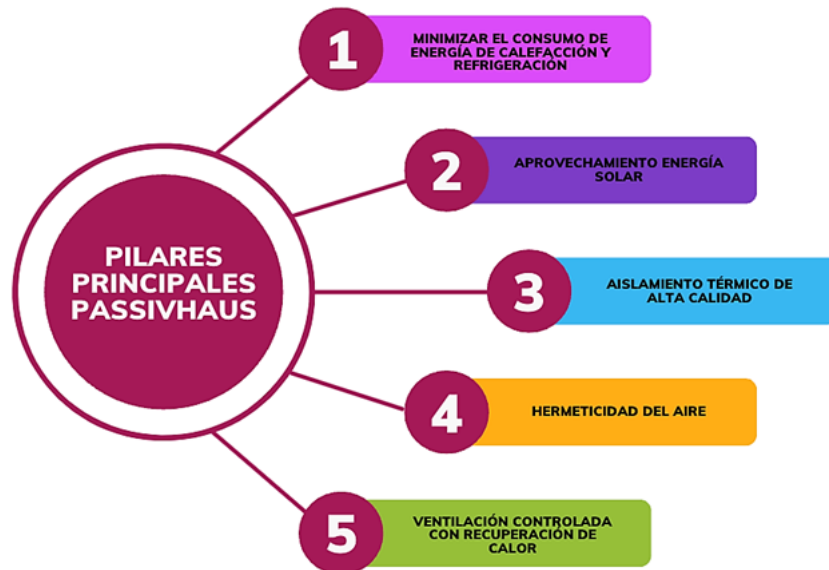 1
MINIMIZAR EL CONSUMO DE
ENERGÍA DE CALEFACCIÓN Y
REFRIGERACIÓN
2
APROVECHAMIENTO ENERGÍA
SOLAR
PILARES
PRINCIPALES
PASSIVHAUS
3
AISLAMIENTO TÉRMICO DE
ALTA CALIDAD
4
HERMETICIDAD DEL AIRE
5
VENTILACIÓN CONTROLADA
CON RECUPERACIÓN DE
CALOR